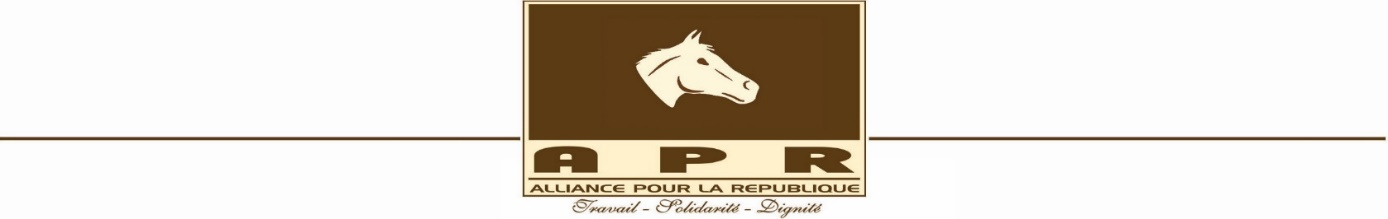 A P R
ALLIANCE POUR LA REPUBLIQUE
Travail - Solidarité - Dignité